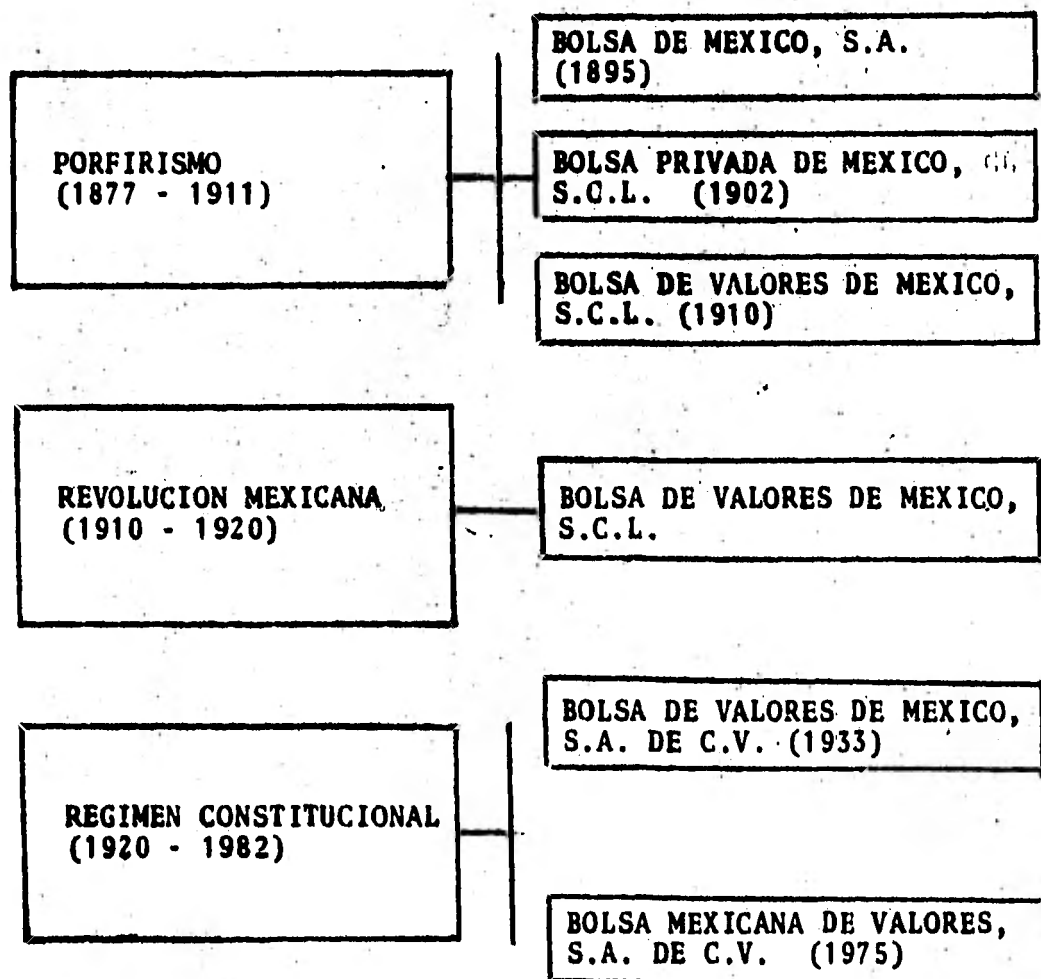 BOLSA DE MEXICO, S.A.
(1895)
PORFIRISMO
(1877 - 1911)
BOLSA PRIVADA DE MEXICO,
S.C.L. (1902)
BOLSA DE VALORES DE MEXICO,
S.C.L. (1910)
REVOLUCION MEXICANA
(1910 - 1920)
BOLSA DE VALORES DE MEXICO,
S.C.L.
REGIMEN CONSTITUCIONAL
(1920 - 1982)
BOLSA DE VALORES DE MEXICO,
S.A. DE C.V. (1933)
BOLSA MEXICANA DE VALORES,
S.A. DE C.V. (1975)